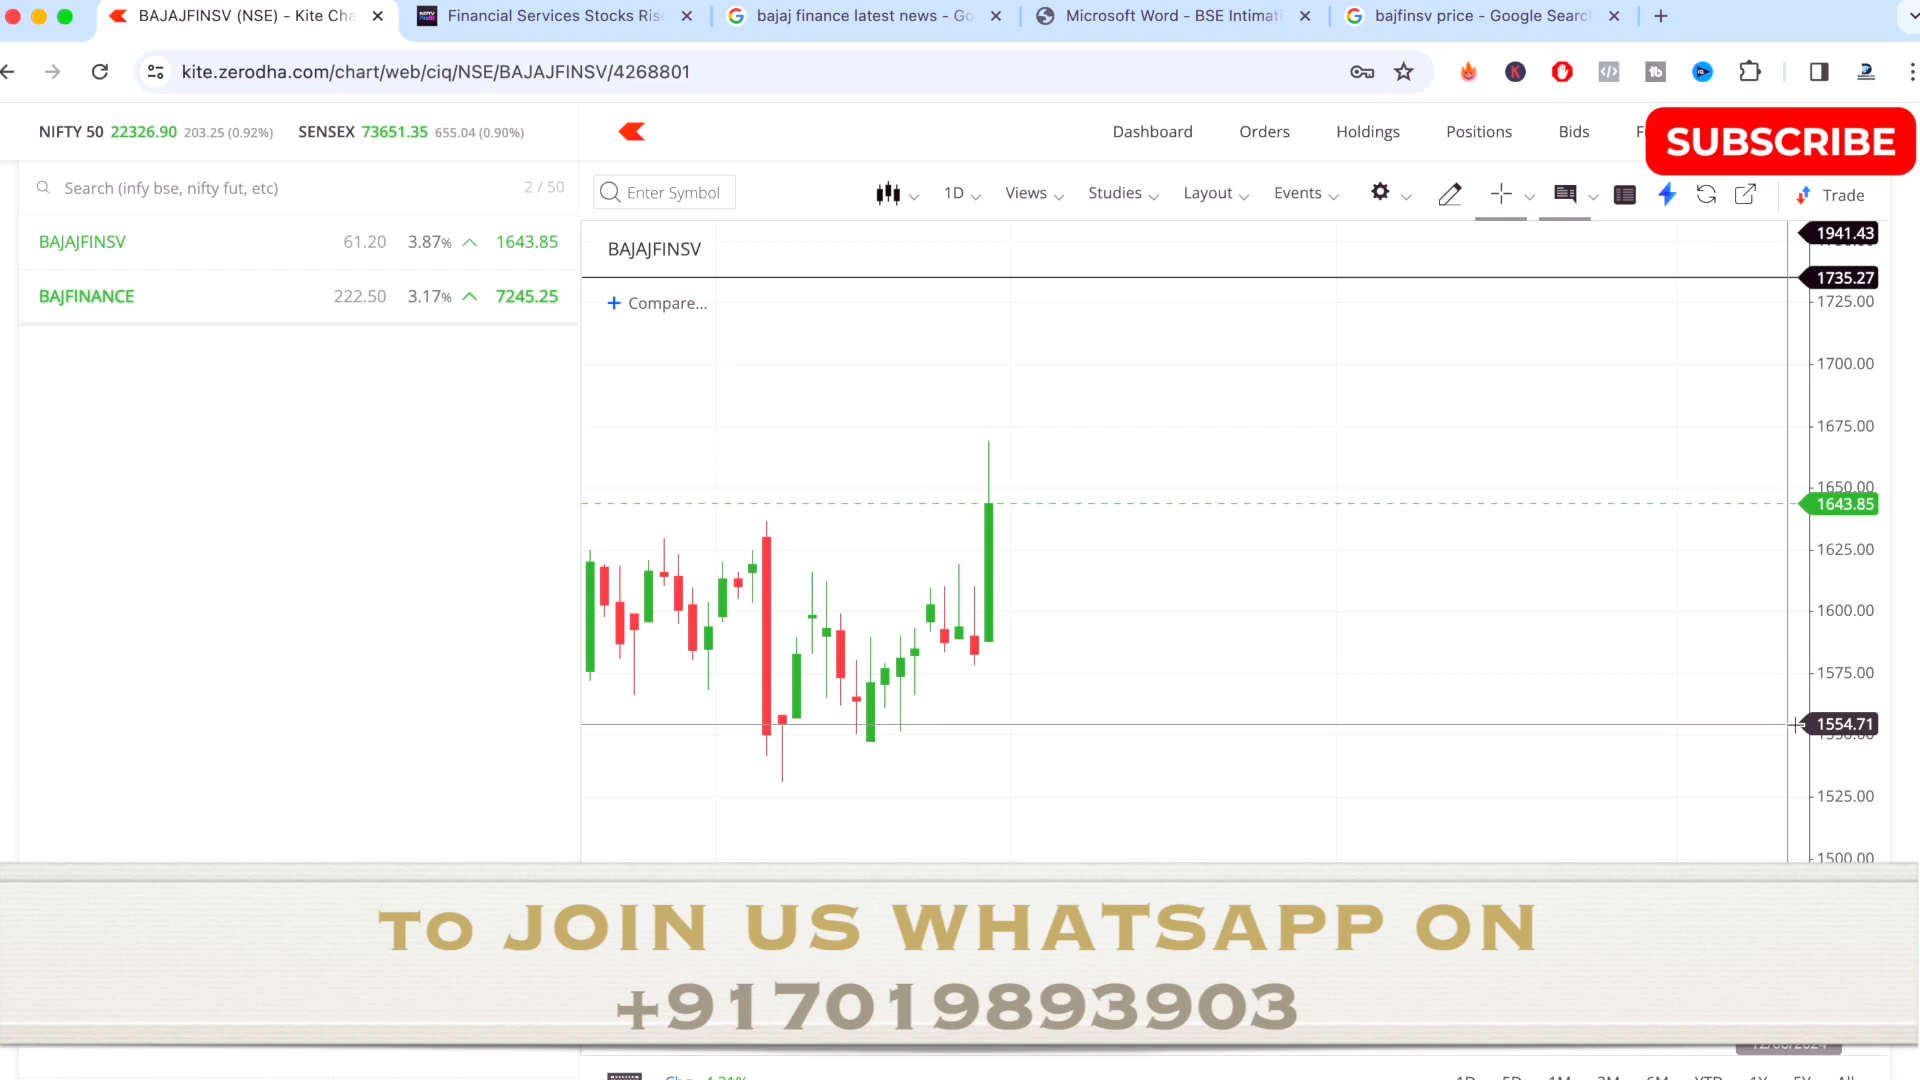 BAJAJFINSV (NSE) - Kite Cha
Financial Services Stocks Rise
bajaj finance latest news - Go
Microsoft Word - BSE Intimati
bajfinsv price - Google Searc
kite.zerodha.com/chart/web/ciq/NSE/BAJAJFINSV/4268801
NIFTY 50 22326.90 203.25 (0.92%) SENSEX 73651.35 655.04 (0.90%)
Dashboard Orders Holdings Positions Bids
SUBSCRIBE
Search (infy bse, nifty fut, etc) 2 / 50
Enter Symbol 1D Views Studies Layout Events Trade
BAJAJFINSV 61.20 3.87% 1643.85
BAJFINANCE 222.50 3.17% 7245.25
BAJAJFINSV
+ Compare...
1941.43
1735.27
1725.00
1700.00
1675.00
1650.00
1643.85
1625.00
1600.00
1575.00
1554.71
1525.00
1500.00
To JOIN US WHATSAPP ON
+917019893903